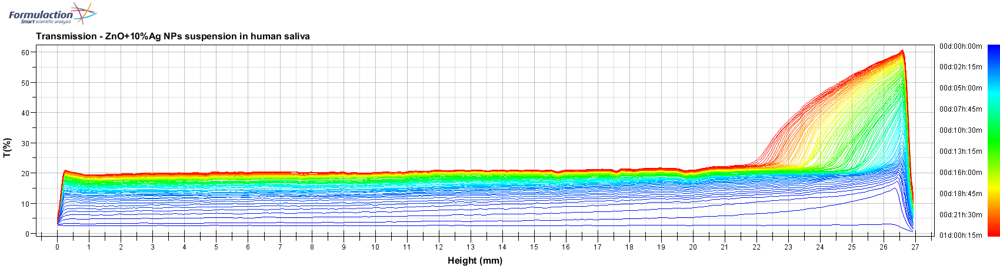 Formulaction
Smart scientific analysis
Transmission - ZnO+10%Ag NPs suspension in human saliva
60
50
40
30
20
10
0
T(%)
0 1 2 3 4 5 6 7 8 9 10 11 12 13 14 15 16 17 18 19 20 21 22 23 24 25 26 27
Height (mm)
00d:00h:00m
00d:02h:15m
00d:05h:00m
00d:07h:45m
00d:10h:30m
00d:13h:15m
00d:16h:00m
00d:18h:45m
00d:21h:30m
01d:00h:15m